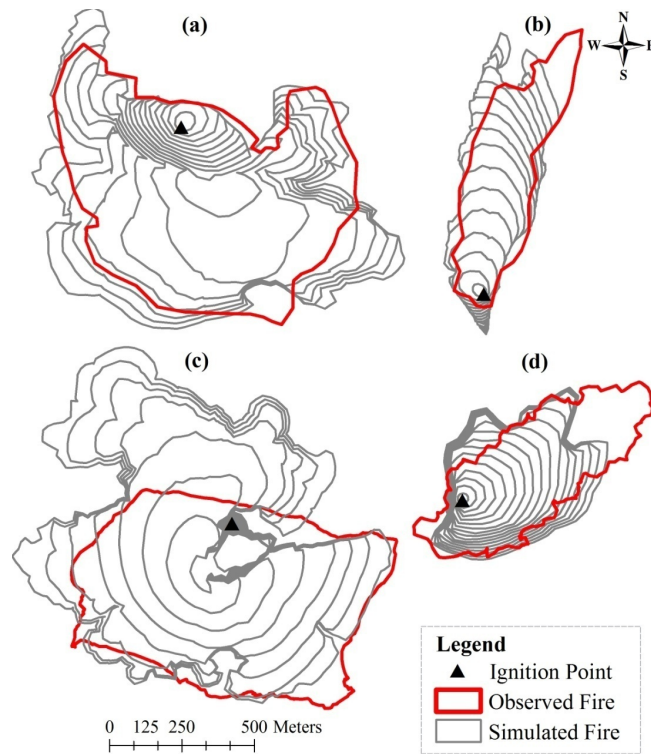 (a)
(b)
N
W E
S
(c)
(d)
Legend
Ignition Point
Observed Fire
Simulated Fire
0 125 250 500 Meters